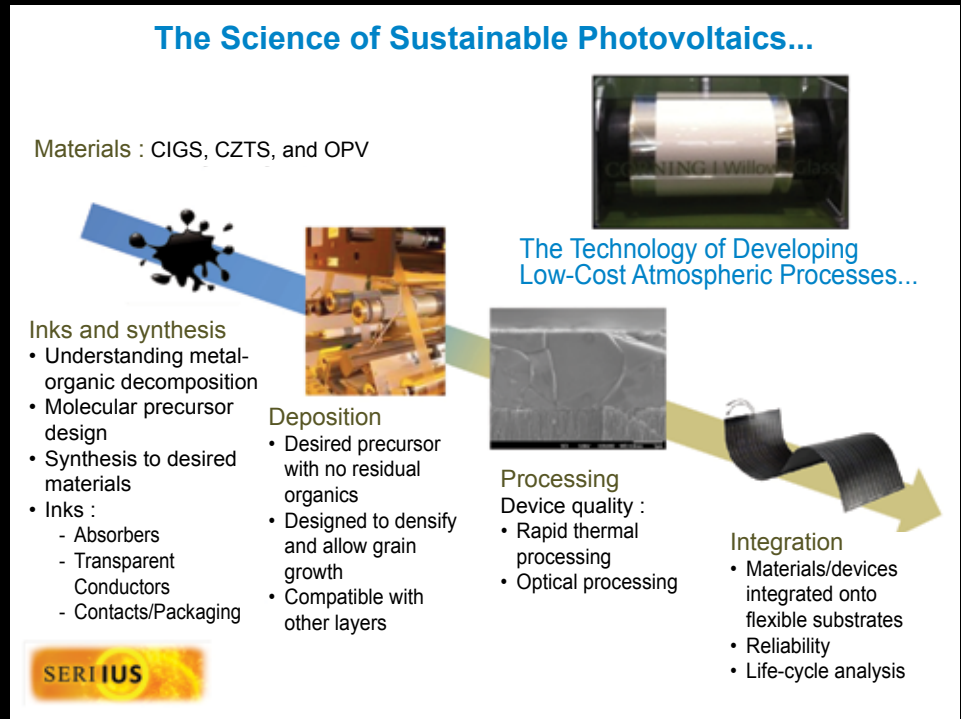 The Science of Sustainable Photovoltaics...
Materials : CIGS, CZTS, and OPV
CORNING | Willow Glass
The Technology of Developing
Low-Cost Atmospheric Processes...
Inks and synthesis
• Understanding metal-
organic decomposition
• Molecular precursor
design
• Synthesis to desired
materials
• Inks :
- Absorbers
- Transparent
Conductors
- Contacts/Packaging
Deposition
• Desired precursor
with no residual
organics
• Designed to densify
and allow grain
growth
• Compatible with
other layers
Processing
Device quality :
• Rapid thermal
processing
• Optical processing
Integration
• Materials/devices
integrated onto
flexible substrates
• Reliability
• Life-cycle analysis
SERIIUS